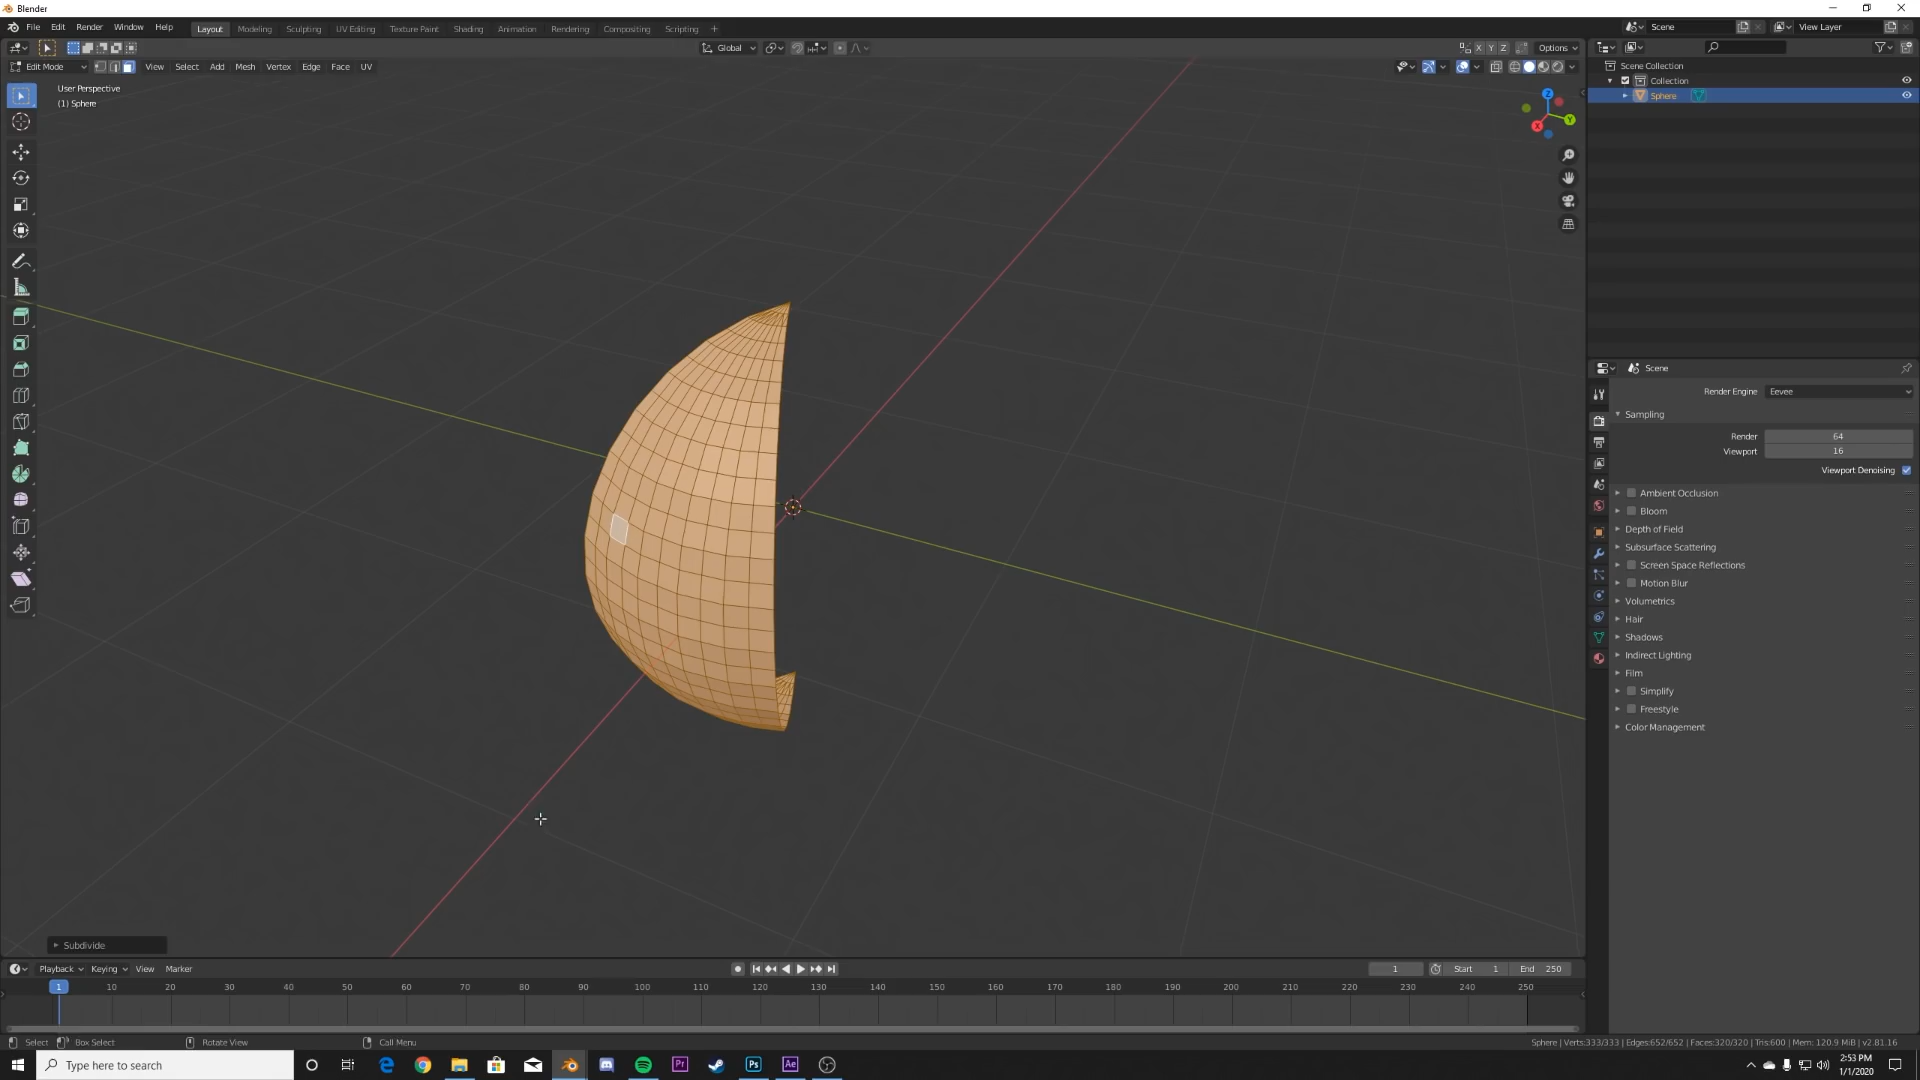 Blender
File Edit Render Window Help
Layout Modeling Sculpting UV Editing Texture Paint Shading Animation Rendering Compositing Scripting +
Scene
View Layer
Global
X Y Z
Options
Edit Mode
View Select Add Mesh Vertex Edge Face UV
User Perspective
(1) Sphere
Z
Y
X
Scene Collection
Collection
Sphere
Scene
Render Engine Eevee
Sampling
Render 64
Viewport 16
Viewport Denoising
Ambient Occlusion
Bloom
Depth of Field
Subsurface Scattering
Screen Space Reflections
Motion Blur
Volumetrics
Hair
Shadows
Indirect Lighting
Film
Simplify
Freestyle
Color Management
Subdivide
Playback Keying View Marker
1 Start 1 End 250
1 10 20 30 40 50 60 70 80 90 100 110 120 130 140 150 160 170 180 190 200 210 220 230 240 250
Select Box Select Rotate View Call Menu
Sphere | Verts:333/333 | Edges:652/652 | Faces:320/320 | Tris:600 | Mem: 120.9 MiB | v2.81.16
Type here to search
Pr
Ps
Ae
2:53 PM
1/1/2020